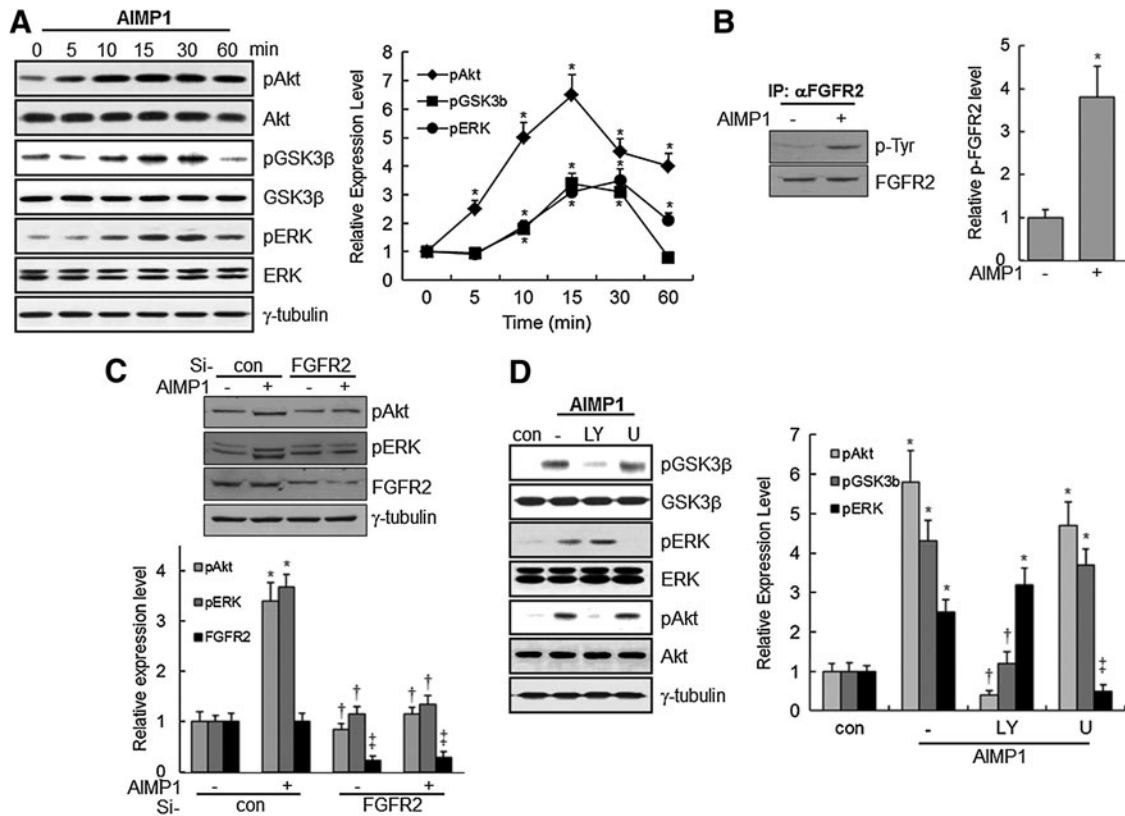 A
AIMP1
0 5 10 15 30 60 min
pAkt
Akt
pGSK3β
GSK3β
pERK
ERK
γ-tubulin
Relative Expression Level
8
7
6
5
4
3
2
1
0
pAkt
pGSK3b
pERK
* * * * *
* * * *
* * *
0 5 10 15 30 60
Time (min)
B
IP: αFGFR2
AIMP1 - +
p-Tyr
FGFR2
Relative p-FGFR2 level
5
4
3
2
1
0
*
AIMP1 - +
C
Si- con FGFR2
AIMP1 - + - +
pAkt
pERK
FGFR2
γ-tubulin
Relative expression level
4
3
2
1
0
pAkt
pERK
FGFR2
* *
† † ‡
† † ‡
AIMP1 - + - +
Si- con FGFR2
D
AIMP1
con - LY U
pGSK3β
GSK3β
pERK
ERK
pAkt
Akt
γ-tubulin
Relative Expression Level
7
6
5
4
3
2
1
0
pAkt
pGSK3b
pERK
* * *
† † *
* * ‡
con - LY U
AIMP1